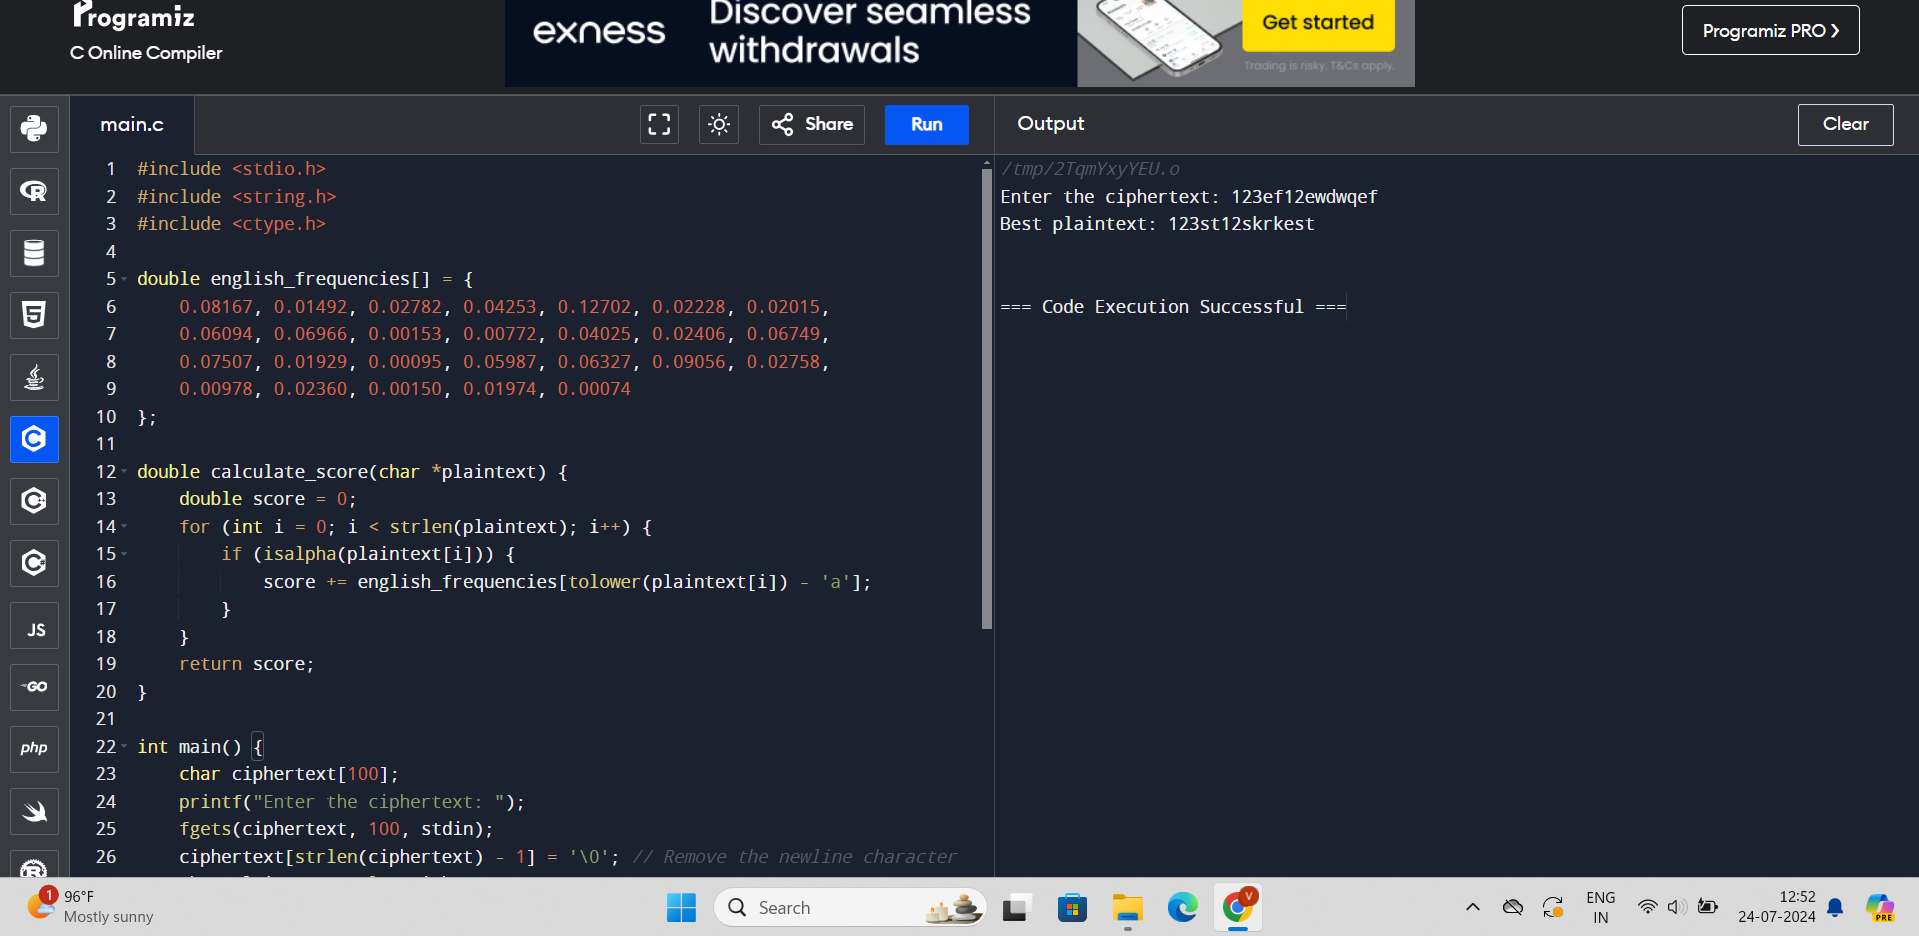 Programiz
C Online Compiler
exness
Discover seamless
withdrawals
Get started
Trading is risky. T&Cs apply.
Programiz PRO ❯
main.c
Share
Run
Output
Clear
1 #include <stdio.h>
2 #include <string.h>
3 #include <ctype.h>
4
5 double english_frequencies[] = {
6     0.08167, 0.01492, 0.02782, 0.04253, 0.12702, 0.02228, 0.02015,
7     0.06094, 0.06966, 0.00153, 0.00772, 0.04025, 0.02406, 0.06749,
8     0.07507, 0.01929, 0.00095, 0.05987, 0.06327, 0.09056, 0.02758,
9     0.00978, 0.02360, 0.00150, 0.01974, 0.00074
10 };
11
12 double calculate_score(char *plaintext) {
13     double score = 0;
14     for (int i = 0; i < strlen(plaintext); i++) {
15         if (isalpha(plaintext[i])) {
16             score += english_frequencies[tolower(plaintext[i]) - 'a'];
17         }
18     }
19     return score;
20 }
21
22 int main() {
23     char ciphertext[100];
24     printf("Enter the ciphertext: ");
25     fgets(ciphertext, 100, stdin);
26     ciphertext[strlen(ciphertext) - 1] = '\0'; // Remove the newline character
/tmp/2TqmYxyYEU.o
Enter the ciphertext: 123ef12ewdwqef
Best plaintext: 123st12skrkest
=== Code Execution Successful ===
JS
GO
php
1
96°F
Mostly sunny
Search
V
ENG
IN
12:52
24-07-2024
PRE